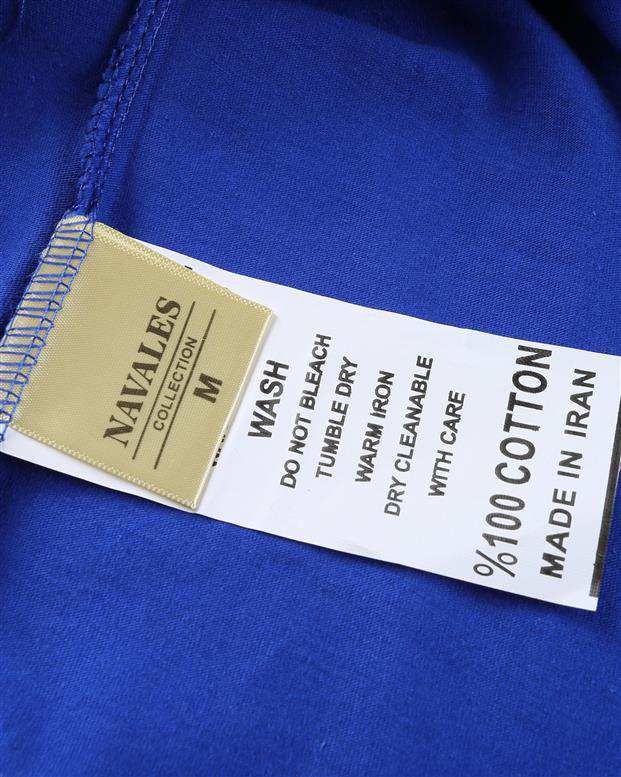 NAVALES
COLLECTION
M
WASH
DO NOT BLEACH
TUMBLE DRY
WARM IRON
DRY CLEANABLE
WITH CARE
%100 COTTON
MADE IN IRAN